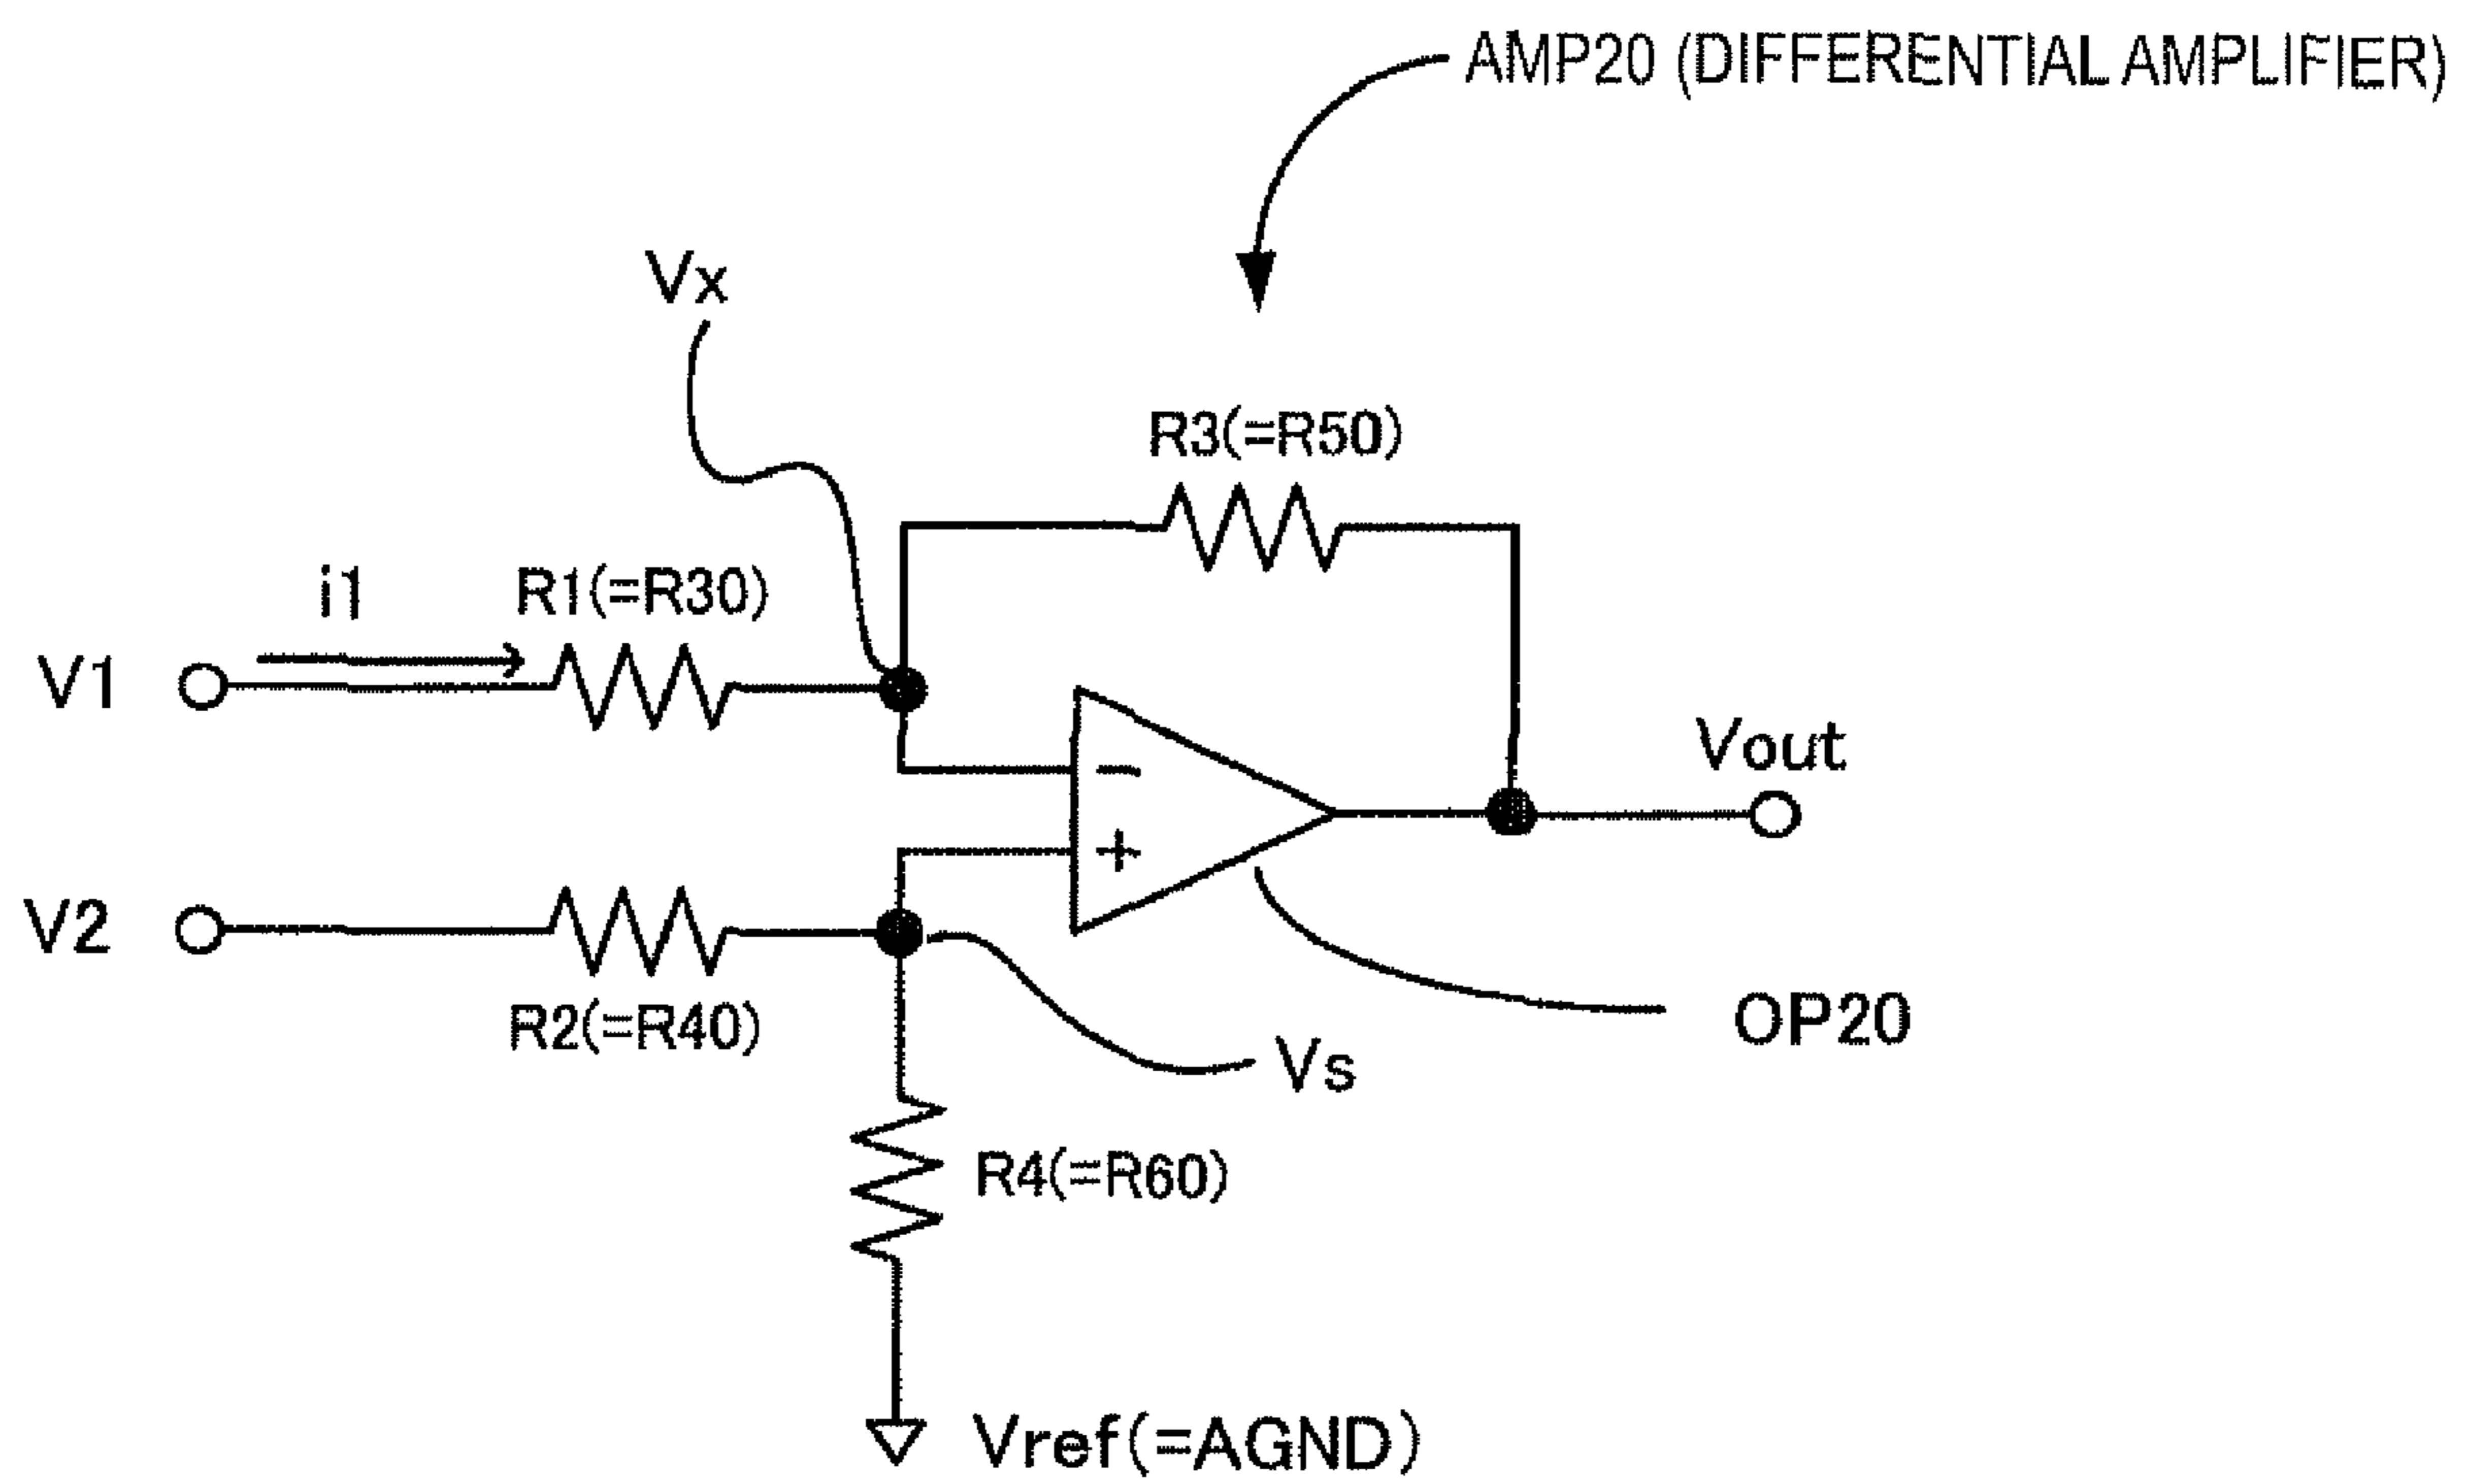 AMP20 (DIFFERENTIAL AMPLIFIER)
Vx
R3(=R50)
i1
R1(=R30)
V1
−
Vout
+
V2
R2(=R40)
OP20
Vs
R4(=R60)
Vref(=AGND)